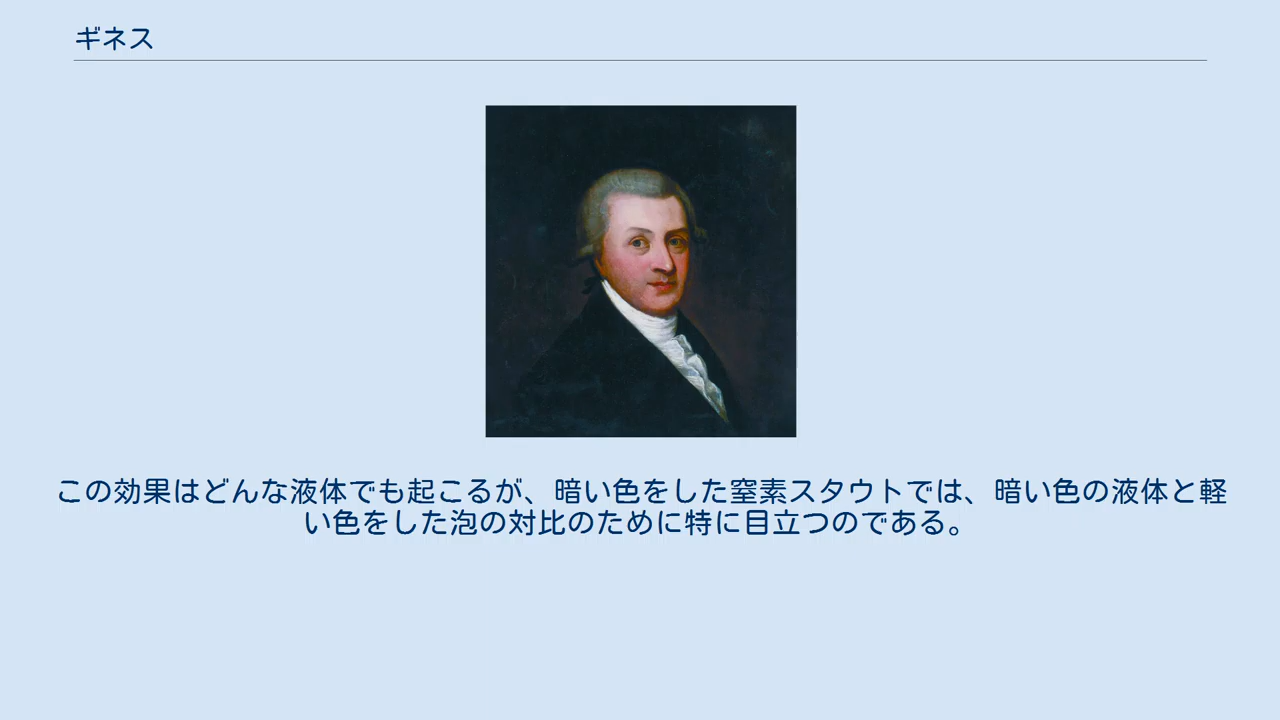 ギネス
この効果はどんな液体でも起こるが、暗い色をした窒素スタウトでは、暗い色の液体と軽
い色をした泡の対比のために特に目立つのである。